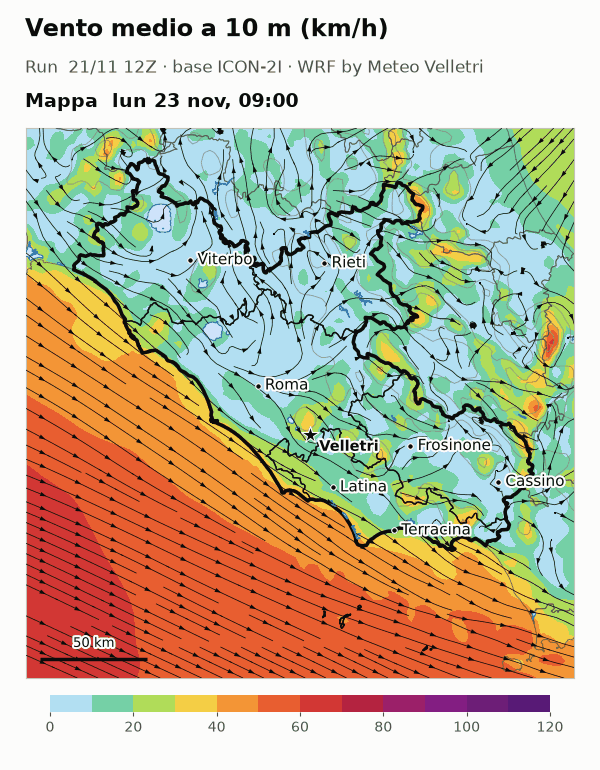 Vento medio a 10 m (km/h)
Run 21/11 12Z · base ICON-2I · WRF by Meteo Velletri
Mappa lun 23 nov, 09:00
Viterbo
Rieti
Roma
Velletri
Frosinone
Cassino
Latina
Terracina
50 km
0 20 40 60 80 100 120